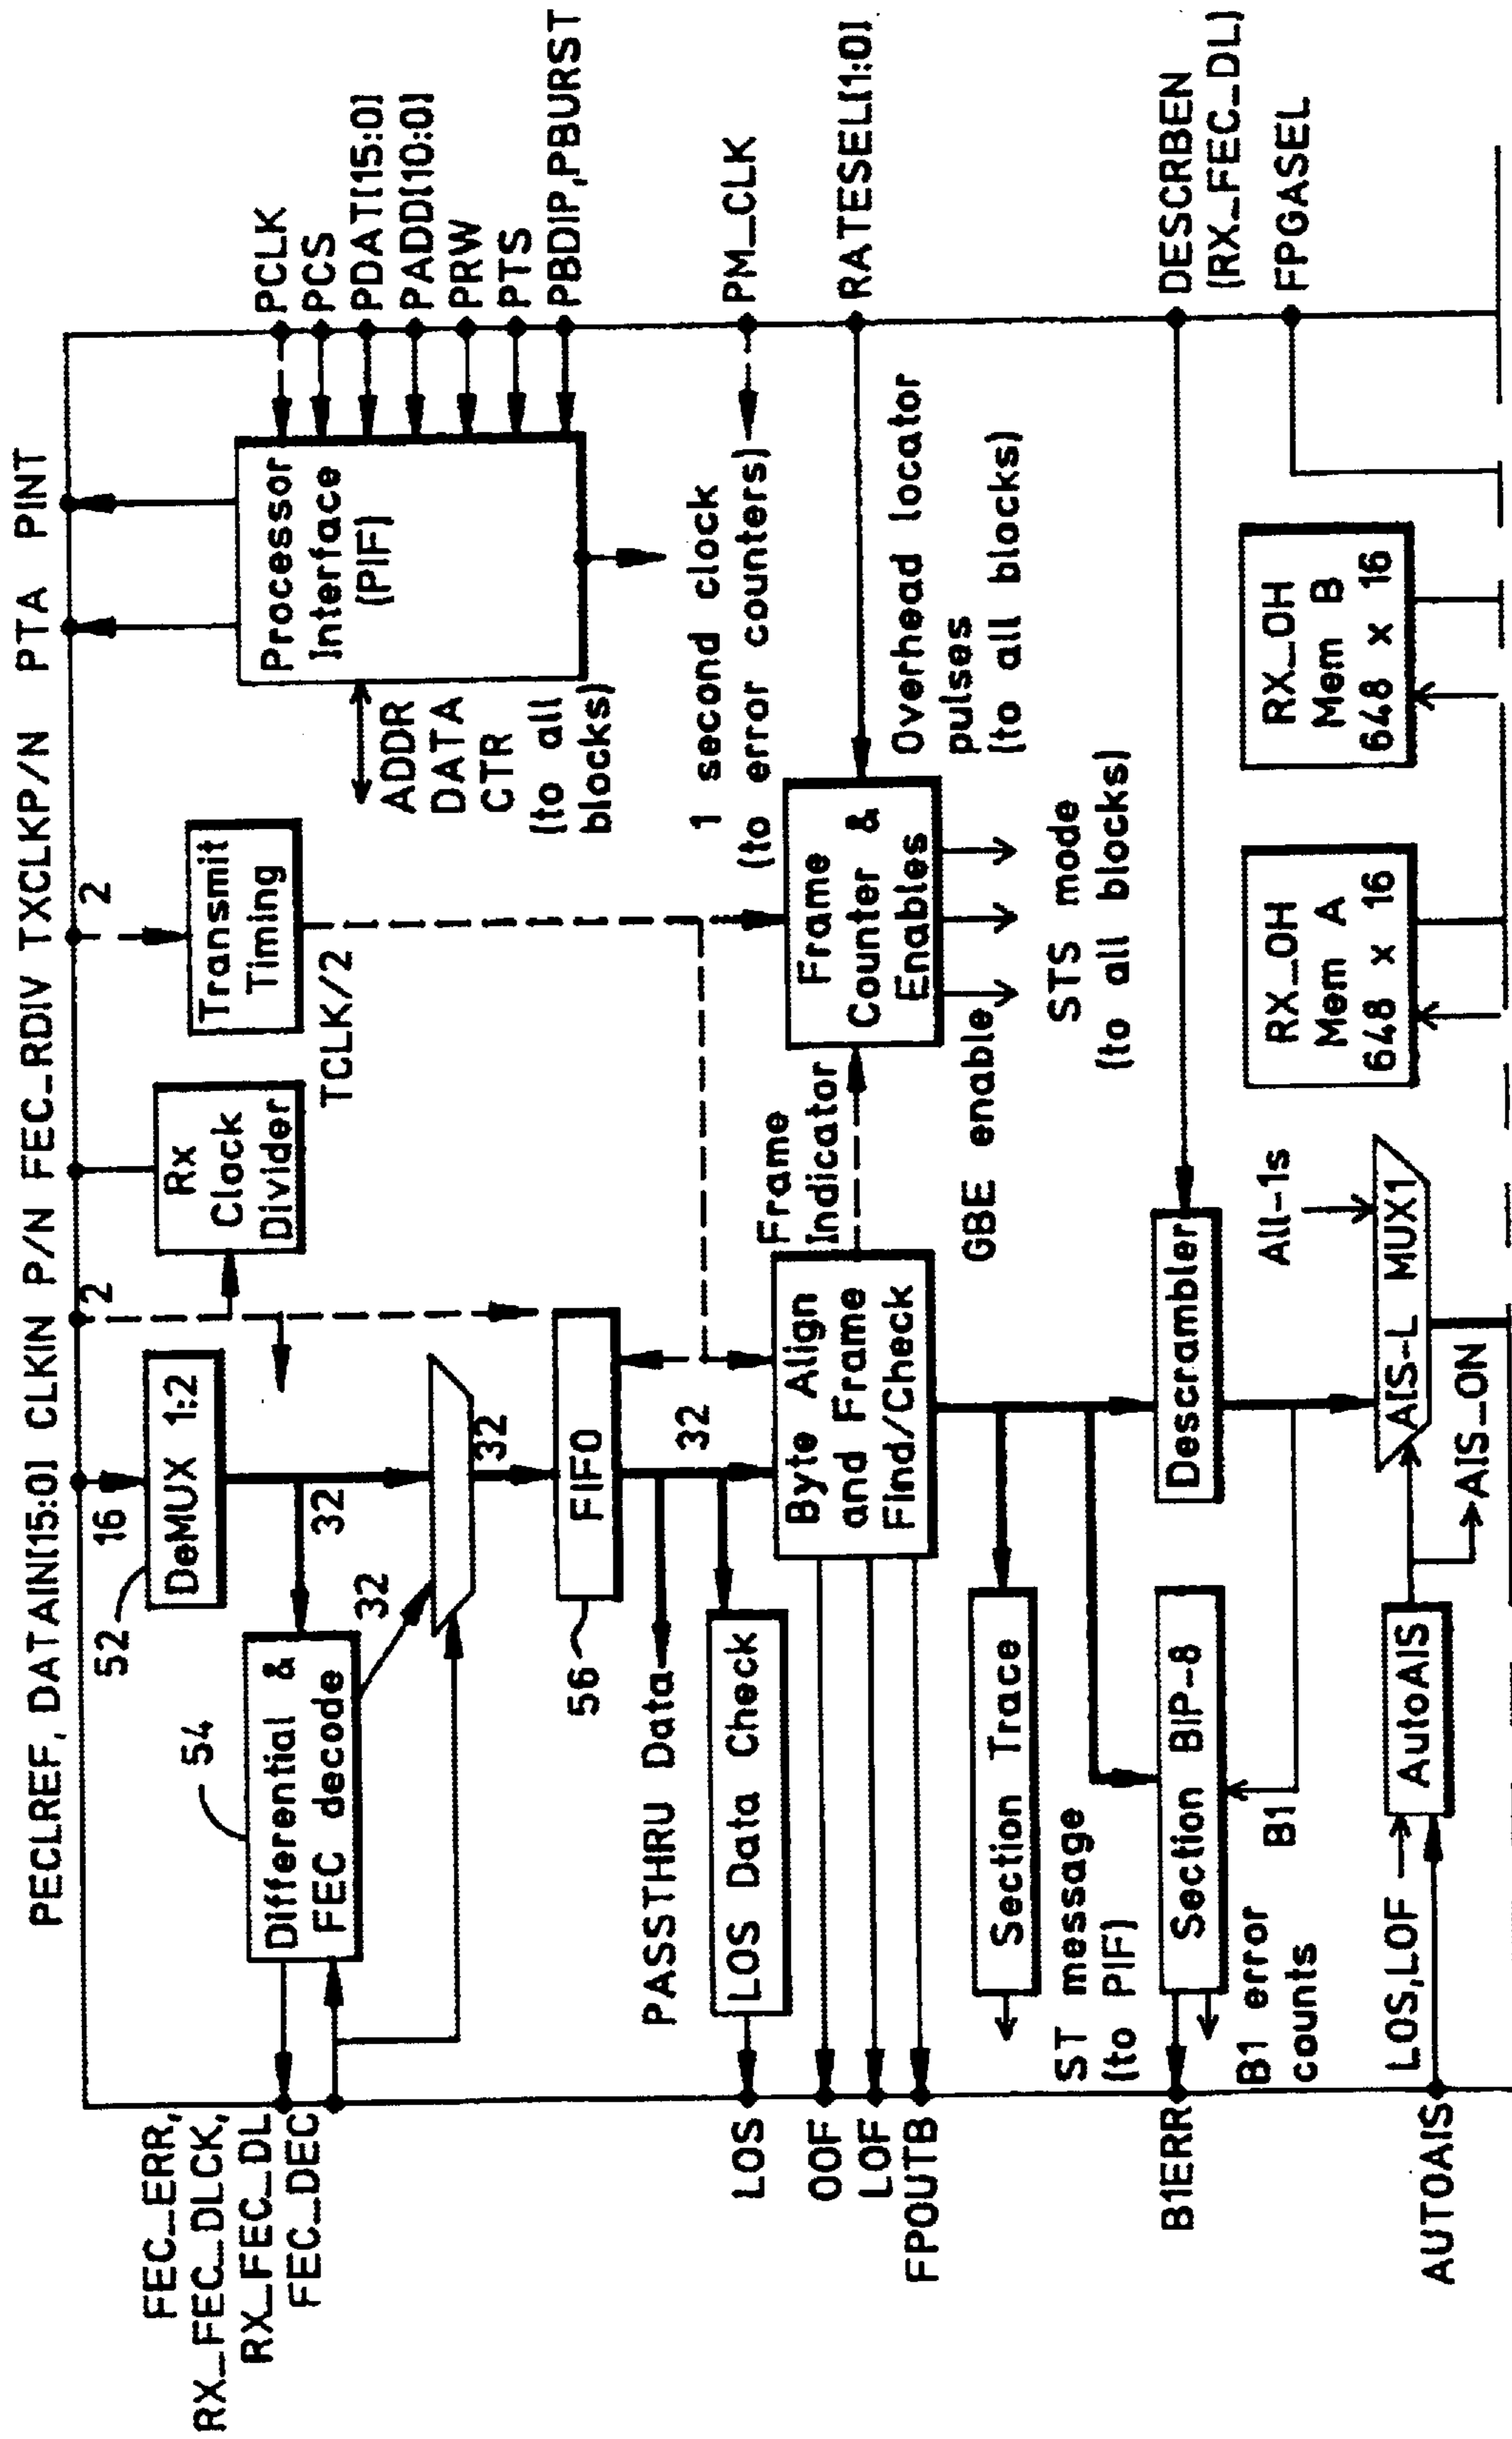 PECLREF, DATAIN[15:0] CLKIN P/N FEC_RDIV TXCLKP/N PTA PINT
FEC_ERR,
RX_FEC_DLCK,
RX_FEC_DL
FEC_DEC
52
16
DeMUX 1:2
2
Rx
Clock
Divider
2
Transmit
Timing
TCLK/2
54
Differential &
FEC decode
32
32
32
Processor
Interface
(PIF)
PCLK
PCS
PDAT[15:0]
PADD[10:0]
PRW
PTS
PBDIP,PBURST
ADDR
DATA
CTR
(to all
blocks)
56
FIFO
32
PASSTHRU Data
LOS Data Check
LOS
1 second clock
(to error counters)
PM_CLK
OOF
LOF
FPOUTB
Byte Align
and Frame
Find/Check
Frame
Indicator
Frame
Counter &
Enables
RATESEL[1:0]
Overhead locator
pulses
(to all blocks)
GBE enable
STS mode
(to all blocks)
Section Trace
ST message
(to PIF)
B1ERR
Section BIP-8
B1
B1 error
counts
Descrambler
DESCRBEN
(RX_FEC_DL)
FPGASEL
All-1s
AIS-L MUX1
AIS_ON
LOS,LOF
AutoAIS
AUTOAIS
RX_OH
Mem A
648 x 16
RX_OH
Mem B
648 x 16